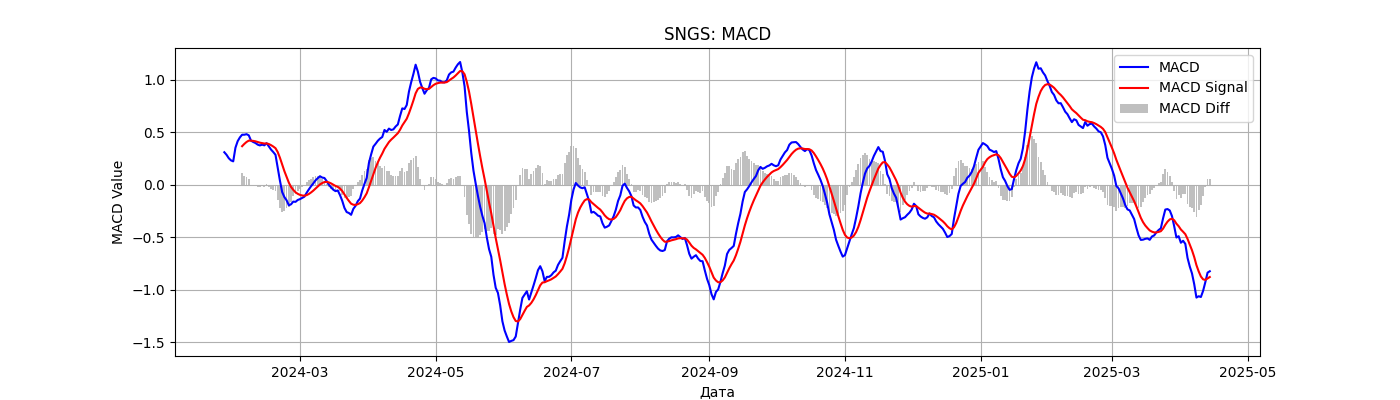 SNGS: MACD
MACD
MACD Signal
MACD Diff
MACD Value
1.0
0.5
0.0
−0.5
−1.0
−1.5
2024-03
2024-05
2024-07
2024-09
2024-11
2025-01
2025-03
2025-05
Дата